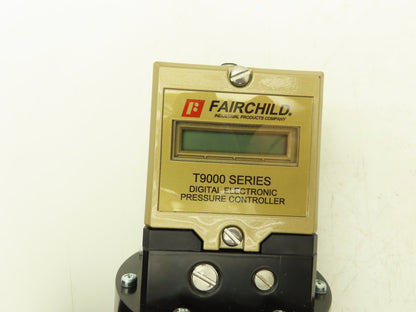 FAIRCHILD®
INDUSTRIAL PRODUCTS COMPANY
T9000 SERIES
DIGITAL ELECTRONIC
PRESSURE CONTROLLER